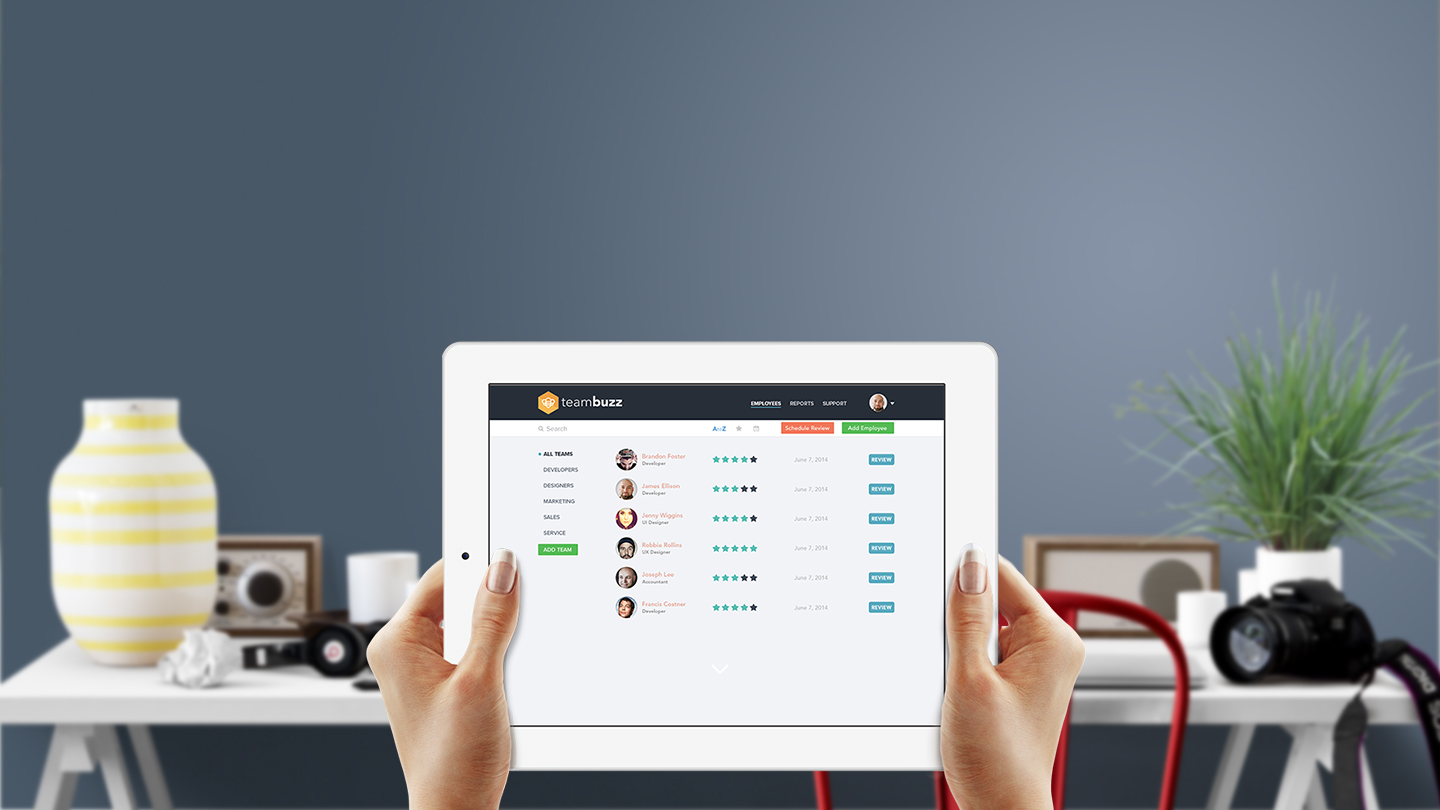 teambuzz
EMPLOYEES REPORTS SUPPORT
Search
AtoZ
Schedule Review
Add Employee
ALL TEAMS
DEVELOPERS
DESIGNERS
MARKETING
SALES
SERVICE
ADD TEAM
Brandon Foster
Developer
June 7, 2014
REVIEW
James Ellison
Developer
June 7, 2014
REVIEW
Jenny Wiggins
UI Designer
June 7, 2014
REVIEW
Robbie Rollins
UX Designer
June 7, 2014
REVIEW
Joseph Lee
Accountant
June 7, 2014
REVIEW
Francis Costner
Developer
June 7, 2014
REVIEW